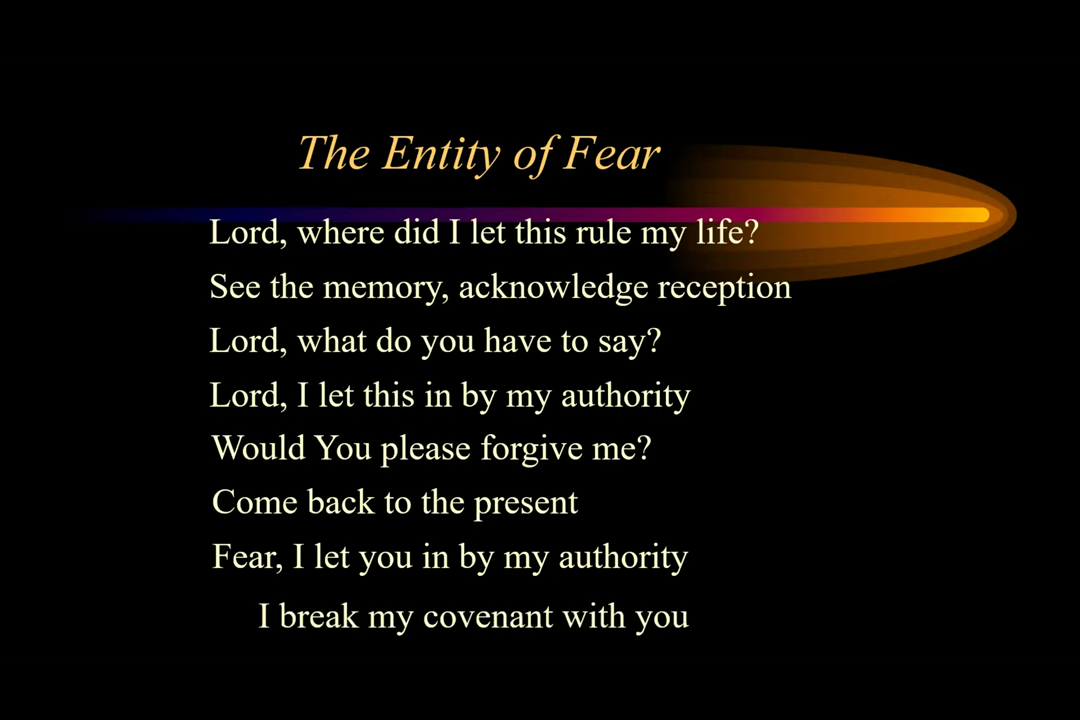 The Entity of Fear
Lord, where did I let this rule my life?
See the memory, acknowledge reception
Lord, what do you have to say?
Lord, I let this in by my authority
Would You please forgive me?
Come back to the present
Fear, I let you in by my authority
I break my covenant with you